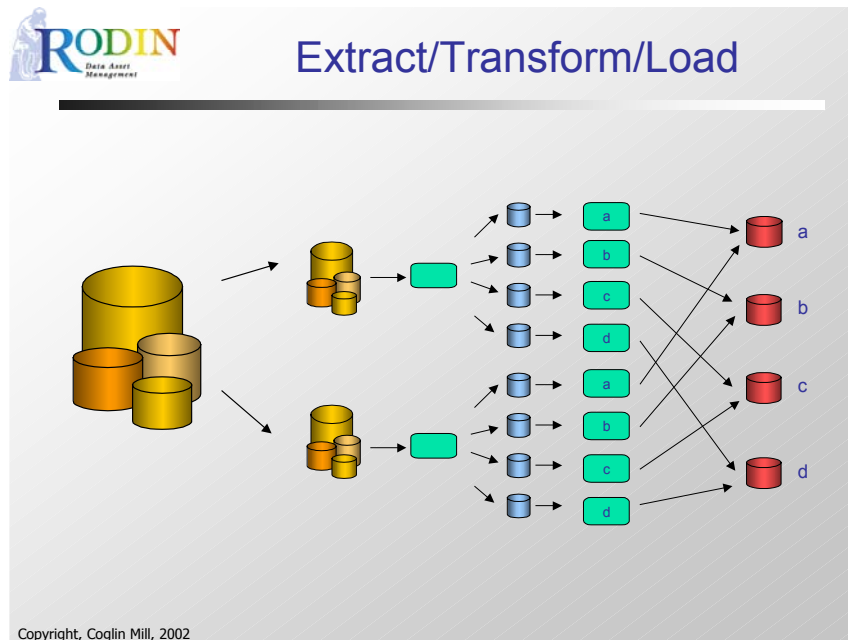 RODIN
Data Asset
Management
Extract/Transform/Load
a
b
c
d
a
b
c
d
a
b
c
d
Copyright, Coglin Mill, 2002